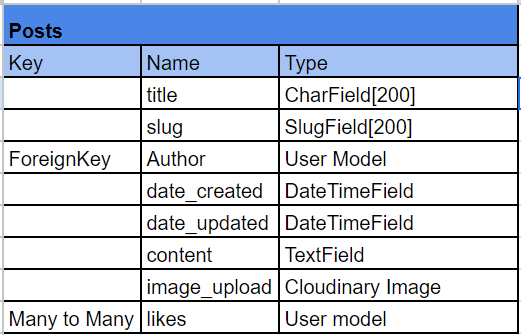 Posts
Key Name Type
title CharField[200]
slug SlugField[200]
ForeignKey Author User Model
date_created DateTimeField
date_updated DateTimeField
content TextField
image_upload Cloudinary Image
Many to Many likes User model